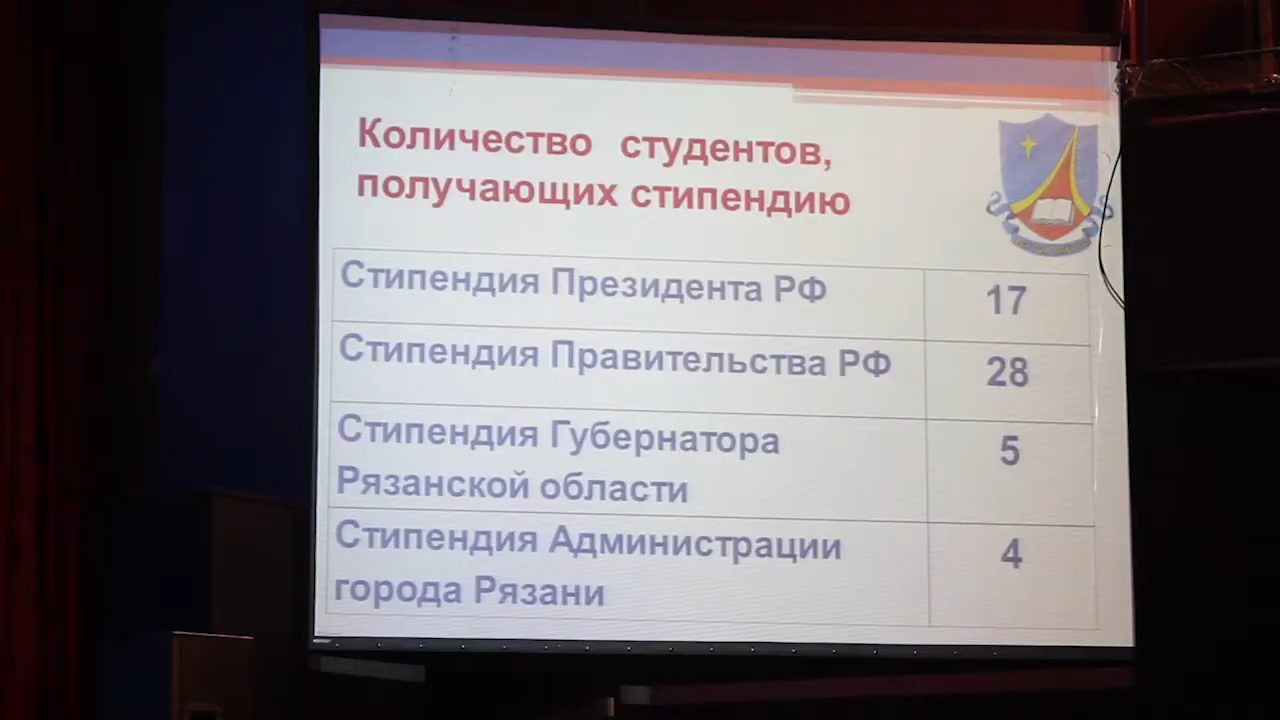 Количество студентов,
получающих стипендию
Стипендия Президента РФ
17
Стипендия Правительства РФ
28
Стипендия Губернатора
Рязанской области
5
Стипендия Администрации
города Рязани
4